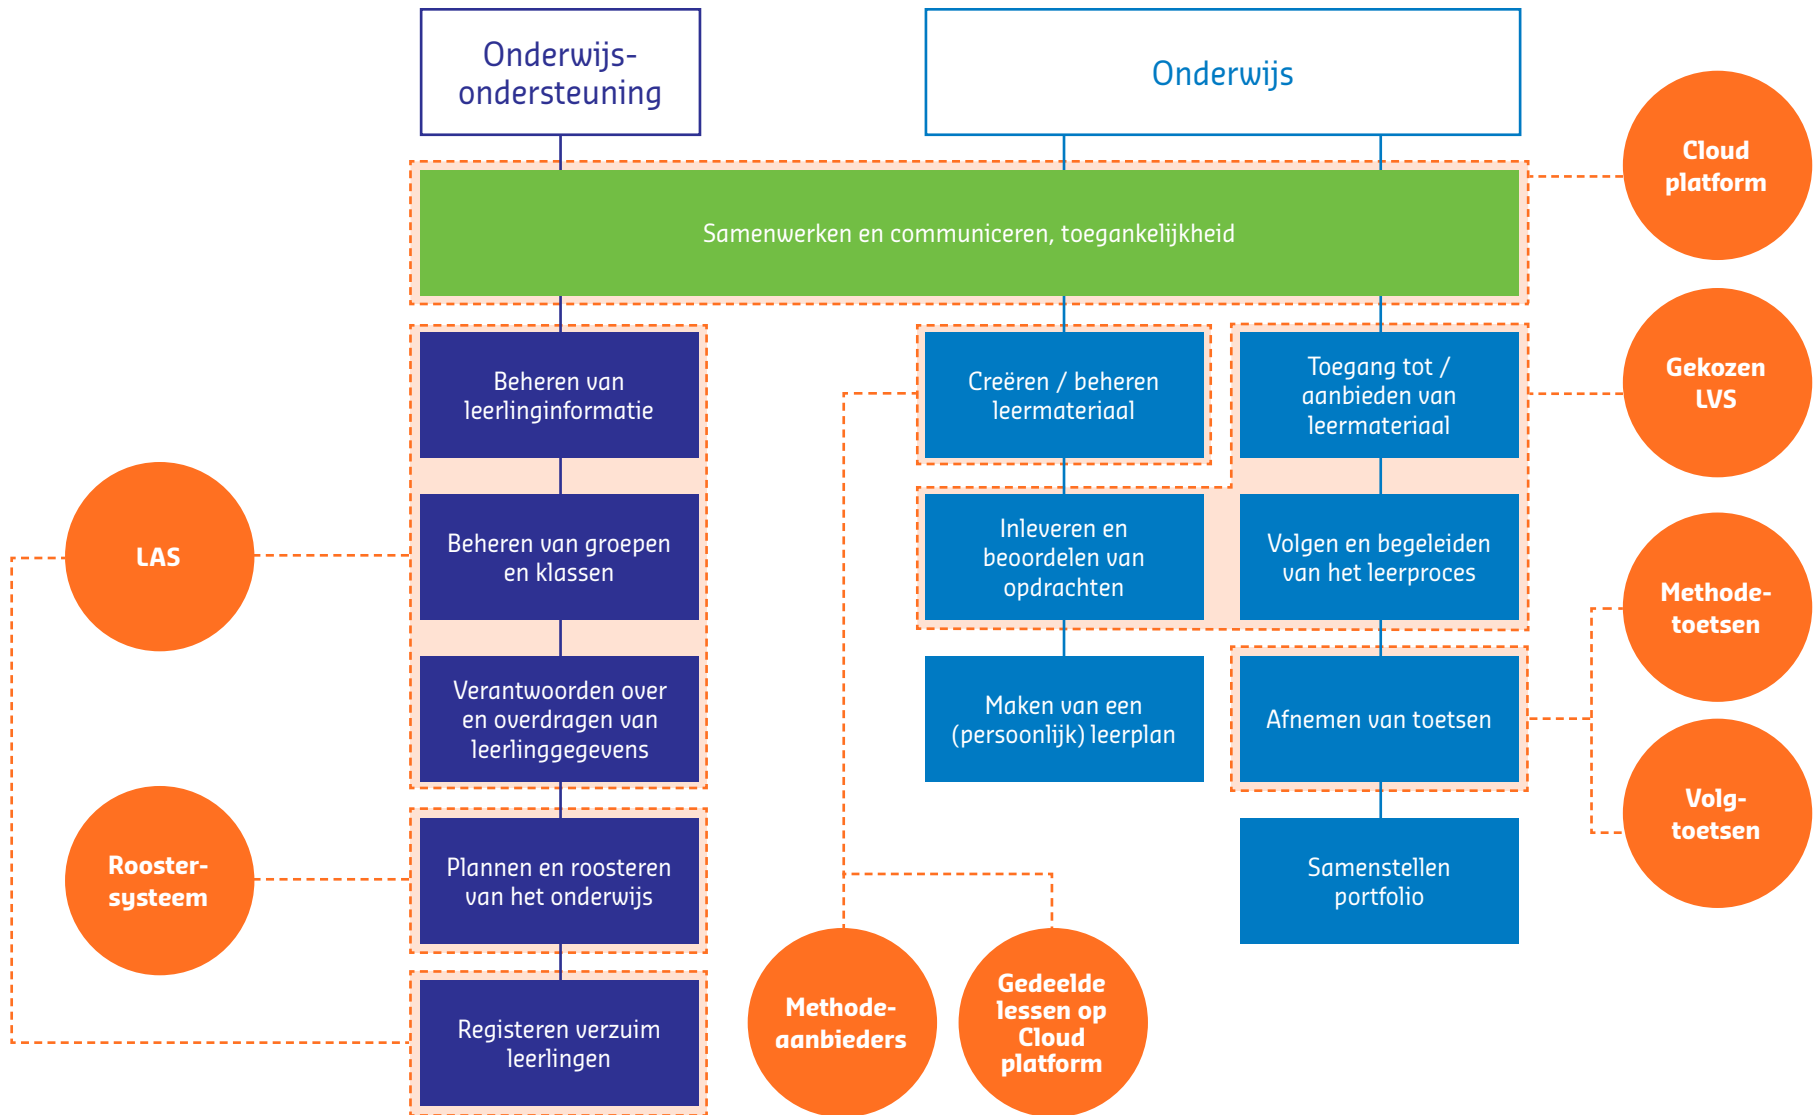 Onderwijs-
ondersteuning
Onderwijs
Cloud
platform
Samenwerken en communiceren, toegankelijkheid
Beheren van
leerlinginformatie
Creëren / beheren
leermateriaal
Toegang tot /
aanbieden van
leermateriaal
Gekozen
LVS
LAS
Beheren van groepen
en klassen
Inleveren en
beoordelen van
opdrachten
Volgen en begeleiden
van het leerproces
Methode-
toetsen
Verantwoorden over
en overdragen van
leerlinggegevens
Maken van een
(persoonlijk) leerplan
Afnemen van toetsen
Volg-
toetsen
Rooster-
systeem
Plannen en roosteren
van het onderwijs
Samenstellen
portfolio
Registeren verzuim
leerlingen
Methode-
aanbieders
Gedeelde
lessen op
Cloud
platform